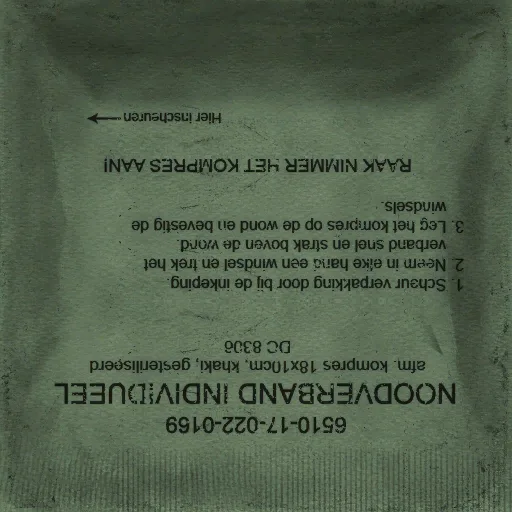 6510-17-022-0169
NOODVERBAND INDIVIDUEEL
afm. kompres 18x10cm, khaki, gesteriliseerd
DC 8306
1. Scheur verpakking door bij de inkeping.
2. Neem in elke hand een windsel en trek het
verband snel en strak boven de wond.
3. Leg het kompres op de wond en bevestig de
windsels.
RAAK NIMMER HET KOMPRES AAN!
Hier inscheuren